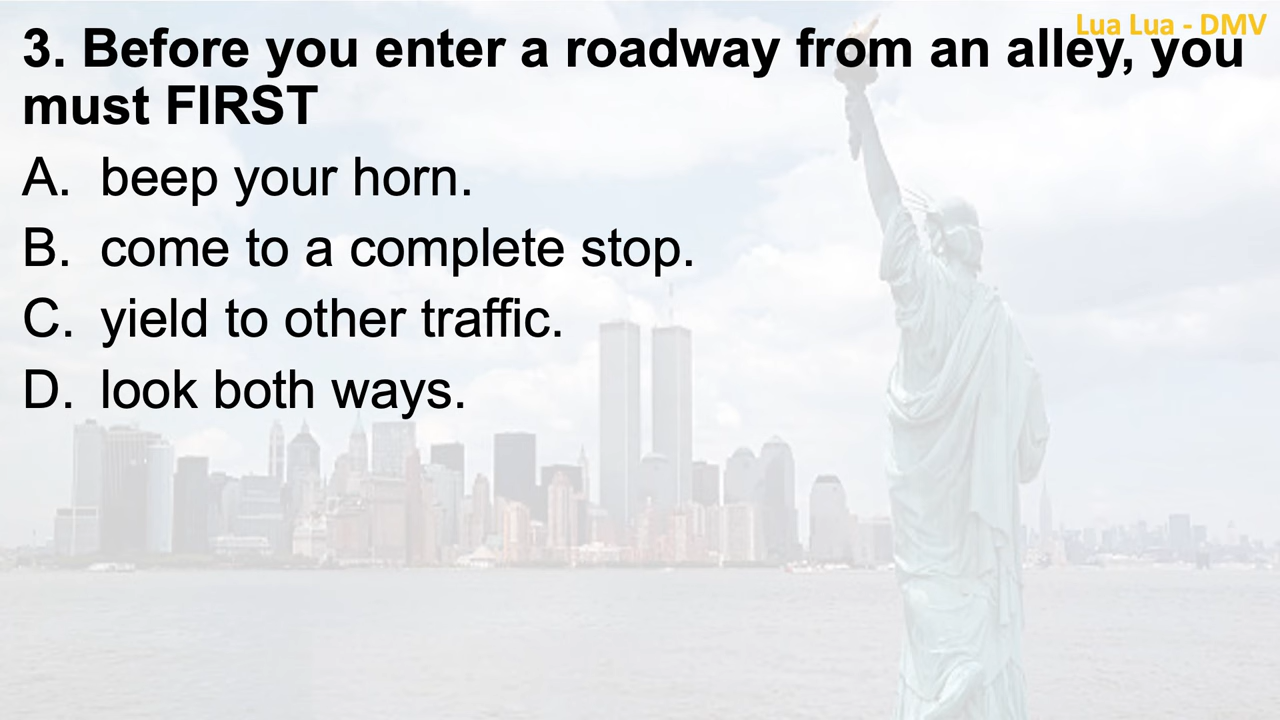 Lua Lua - DMV
3. Before you enter a roadway from an alley, you
must FIRST
A. beep your horn.
B. come to a complete stop.
C. yield to other traffic.
D. look both ways.